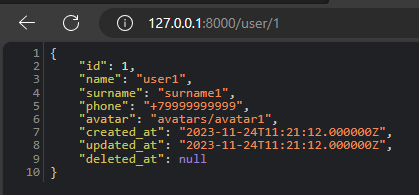 127.0.0.1:8000/user/1
1 {
2 "id": 1,
3 "name": "user1",
4 "surname": "surname1",
5 "phone": "+79999999999",
6 "avatar": "avatars/avatar1",
7 "created_at": "2023-11-24T11:21:12.000000Z",
8 "updated_at": "2023-11-24T11:21:12.000000Z",
9 "deleted_at": null
10 }